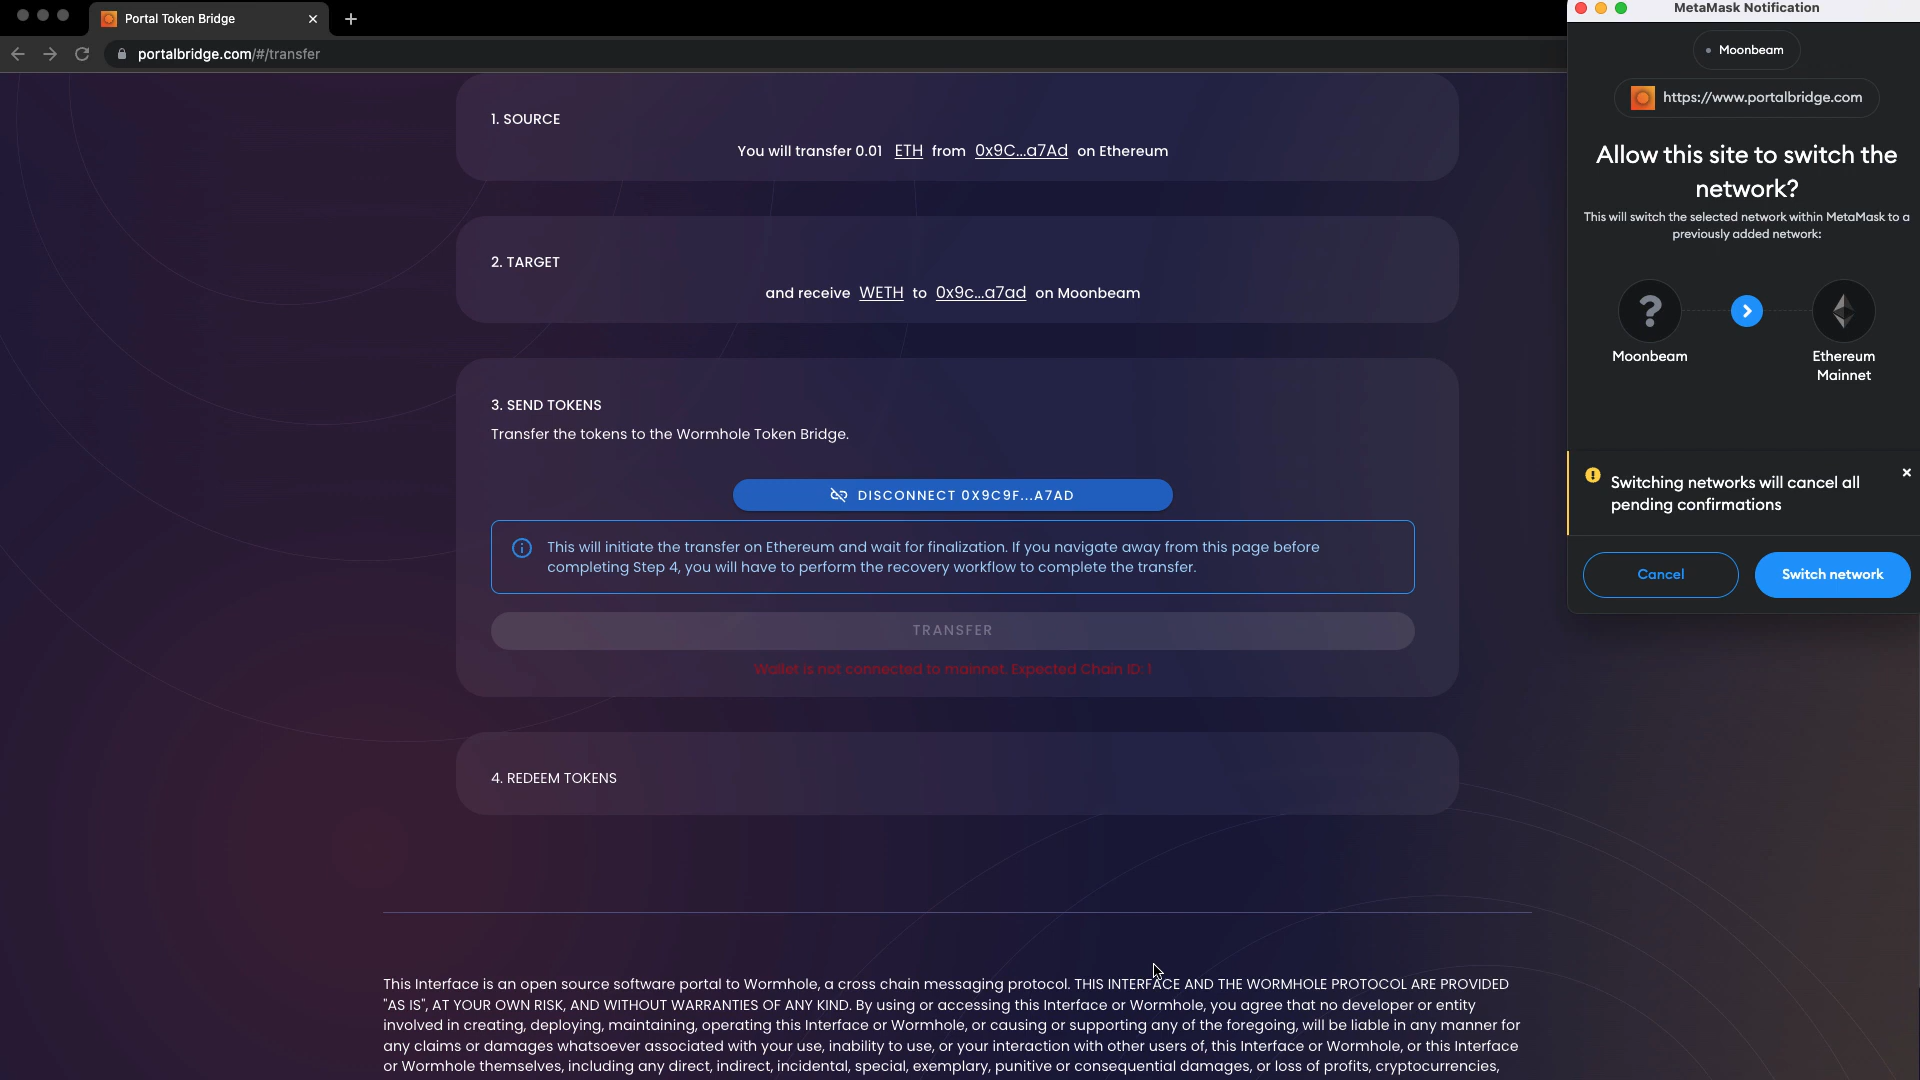 Portal Token Bridge
portalbridge.com/#/transfer
1. SOURCE
You will transfer 0.01 ETH from 0x9C...a7Ad on Ethereum
2. TARGET
and receive WETH to 0x9c...a7ad on Moonbeam
3. SEND TOKENS
Transfer the tokens to the Wormhole Token Bridge.
DISCONNECT 0X9C9F...A7AD
This will initiate the transfer on Ethereum and wait for finalization. If you navigate away from this page before
completing Step 4, you will have to perform the recovery workflow to complete the transfer.
TRANSFER
Wallet is not connected to mainnet. Expected Chain ID: 1
4. REDEEM TOKENS
This Interface is an open source software portal to Wormhole, a cross chain messaging protocol. THIS INTERFACE AND THE WORMHOLE PROTOCOL ARE PROVIDED
"AS IS", AT YOUR OWN RISK, AND WITHOUT WARRANTIES OF ANY KIND. By using or accessing this Interface or Wormhole, you agree that no developer or entity
involved in creating, deploying, maintaining, operating this Interface or Wormhole, or causing or supporting any of the foregoing, will be liable in any manner for
any claims or damages whatsoever associated with your use, inability to use, or your interaction with other users of, this Interface or Wormhole, or this Interface
or Wormhole themselves, including any direct, indirect, incidental, special, exemplary, punitive or consequential damages, or loss of profits, cryptocurrencies,
MetaMask Notification
Moonbeam
https://www.portalbridge.com
Allow this site to switch the
network?
This will switch the selected network within MetaMask to a
previously added network:
Moonbeam
Ethereum
Mainnet
Switching networks will cancel all
pending confirmations
Cancel
Switch network